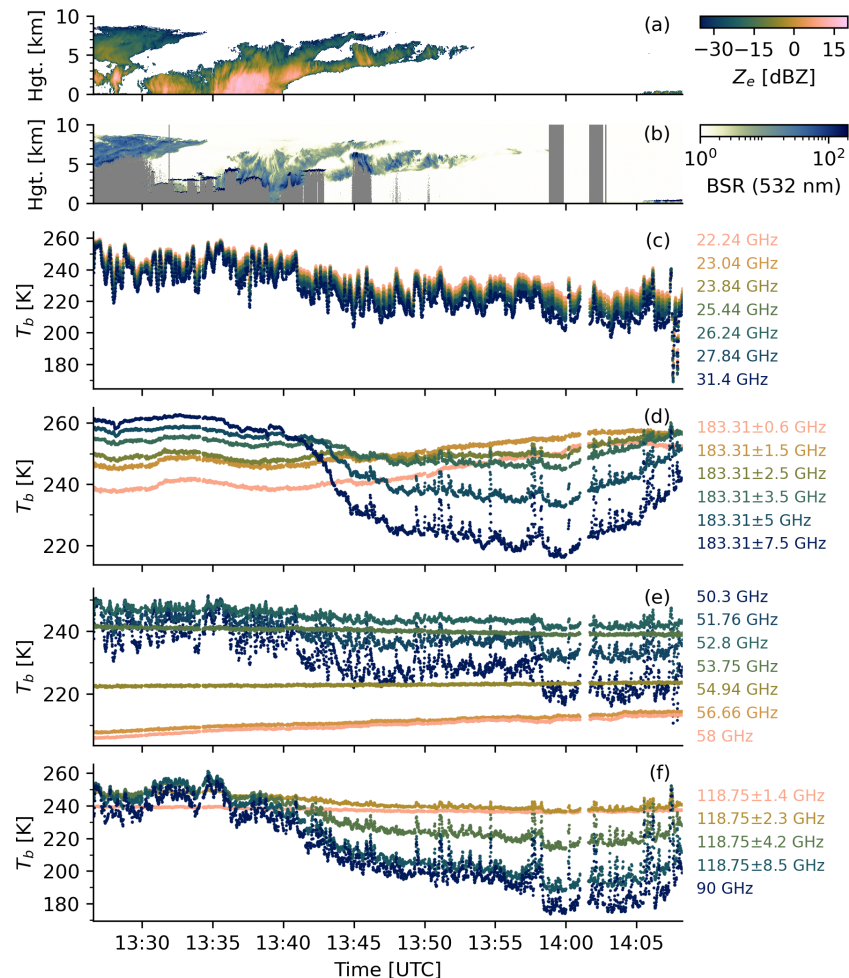 (a)
10
5
0
Hgt. [km]
−30 −15 0 15
Z_e [dBZ]
(b)
10
5
0
Hgt. [km]
10^0 10^2
BSR (532 nm)
(c)
260
240
220
200
180
T_b [K]
22.24 GHz
23.04 GHz
23.84 GHz
25.44 GHz
26.24 GHz
27.84 GHz
31.4 GHz
(d)
260
240
220
T_b [K]
183.31±0.6 GHz
183.31±1.5 GHz
183.31±2.5 GHz
183.31±3.5 GHz
183.31±5 GHz
183.31±7.5 GHz
(e)
240
220
T_b [K]
50.3 GHz
51.76 GHz
52.8 GHz
53.75 GHz
54.94 GHz
56.66 GHz
58 GHz
(f)
260
240
220
200
180
T_b [K]
118.75±1.4 GHz
118.75±2.3 GHz
118.75±4.2 GHz
118.75±8.5 GHz
90 GHz
13:30 13:35 13:40 13:45 13:50 13:55 14:00 14:05
Time [UTC]